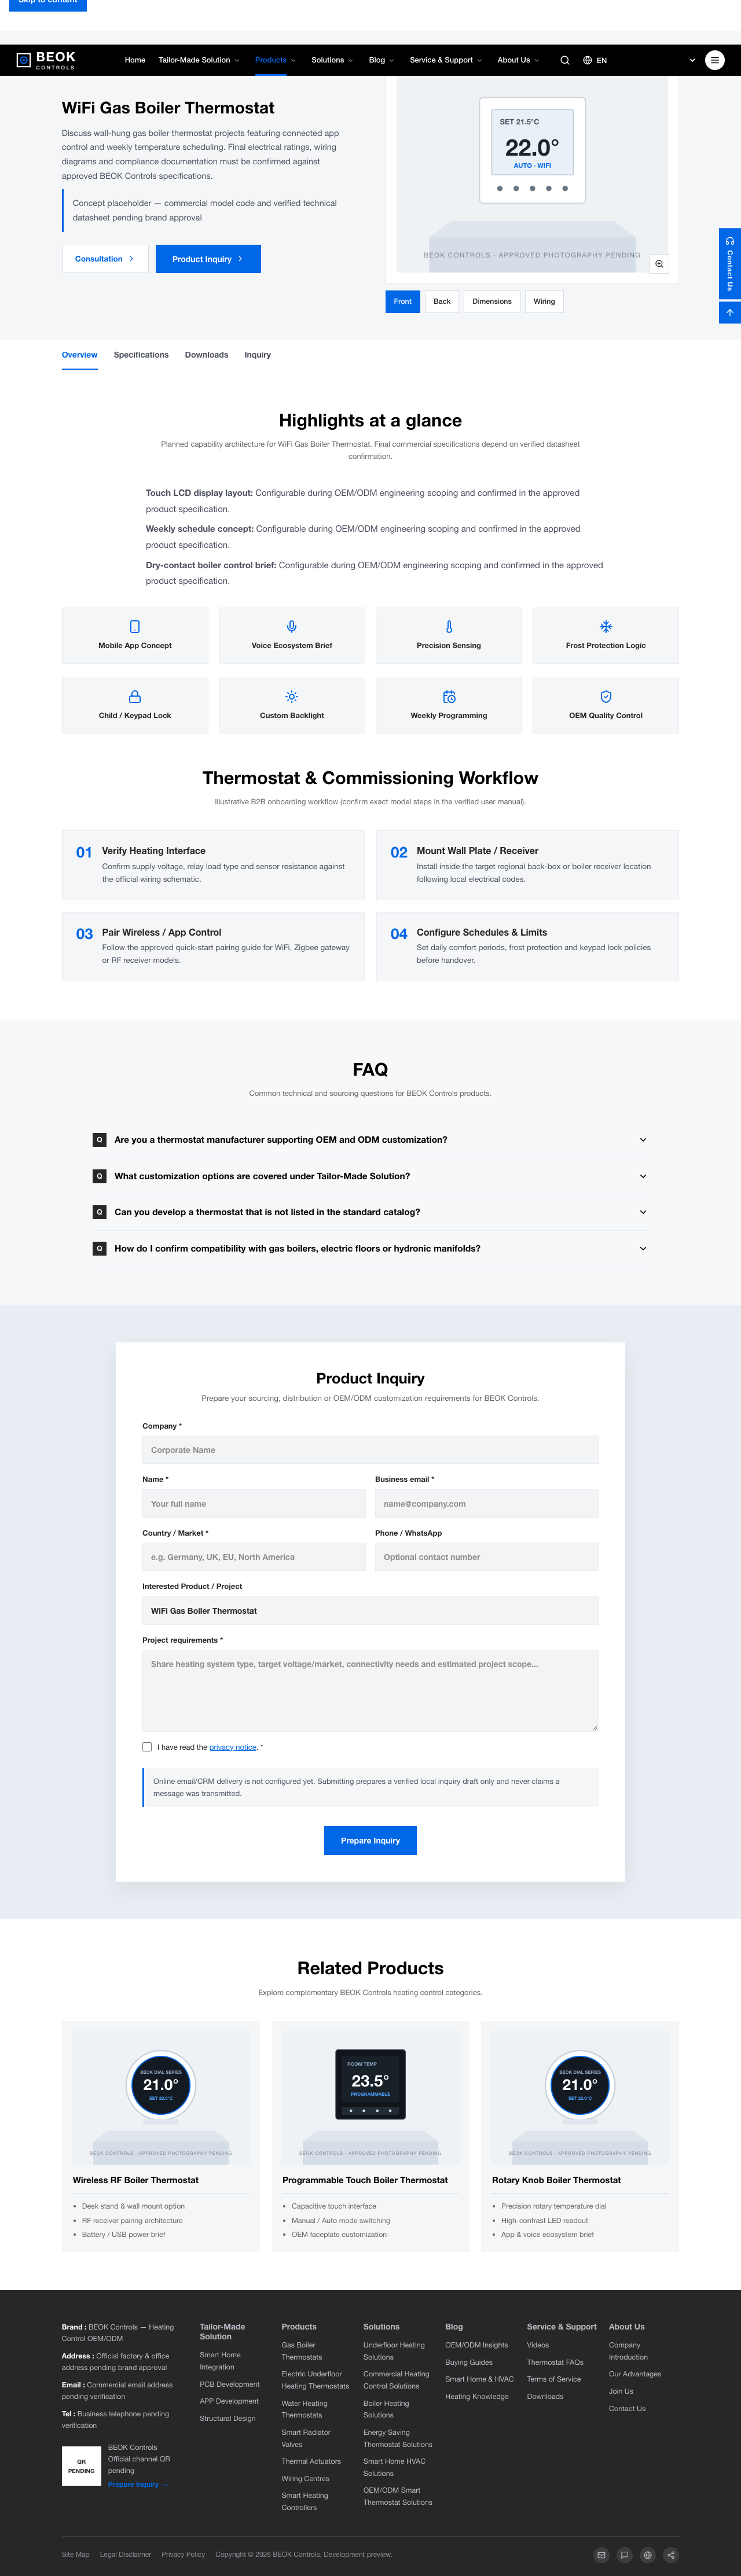 Skip to content
BEOK
CONTROLS
Home
Tailor-Made Solution
Products
Solutions
Blog
Service & Support
About Us
EN
WiFi Gas Boiler Thermostat
Discuss wall-hung gas boiler thermostat projects featuring connected app
control and weekly temperature scheduling. Final electrical ratings, wiring
diagrams and compliance documentation must be confirmed against
approved BEOK Controls specifications.
Concept placeholder — commercial model code and verified technical
datasheet pending brand approval
Consultation
Product Inquiry
SET 21.5°C
22.0°
AUTO · WIFI
BEOK CONTROLS · APPROVED PHOTOGRAPHY PENDING
Front
Back
Dimensions
Wiring
Contact Us
Overview
Specifications
Downloads
Inquiry
Highlights at a glance
Planned capability architecture for WiFi Gas Boiler Thermostat. Final commercial specifications depend on verified datasheet
confirmation.
Touch LCD display layout: Configurable during OEM/ODM engineering scoping and confirmed in the approved
product specification.
Weekly schedule concept: Configurable during OEM/ODM engineering scoping and confirmed in the approved
product specification.
Dry-contact boiler control brief: Configurable during OEM/ODM engineering scoping and confirmed in the approved
product specification.
Mobile App Concept
Voice Ecosystem Brief
Precision Sensing
Frost Protection Logic
Child / Keypad Lock
Custom Backlight
Weekly Programming
OEM Quality Control
Thermostat & Commissioning Workflow
Illustrative B2B onboarding workflow (confirm exact model steps in the verified user manual).
01
Verify Heating Interface
Confirm supply voltage, relay load type and sensor resistance against
the official wiring schematic.
02
Mount Wall Plate / Receiver
Install inside the target regional back-box or boiler receiver location
following local electrical codes.
03
Pair Wireless / App Control
Follow the approved quick-start pairing guide for WiFi, Zigbee gateway
or RF receiver models.
04
Configure Schedules & Limits
Set daily comfort periods, frost protection and keypad lock policies
before handover.
FAQ
Common technical and sourcing questions for BEOK Controls products.
Q
Are you a thermostat manufacturer supporting OEM and ODM customization?
Q
What customization options are covered under Tailor-Made Solution?
Q
Can you develop a thermostat that is not listed in the standard catalog?
Q
How do I confirm compatibility with gas boilers, electric floors or hydronic manifolds?
Product Inquiry
Prepare your sourcing, distribution or OEM/ODM customization requirements for BEOK Controls.
Company *
Corporate Name
Name *
Business email *
Your full name
name@company.com
Country / Market *
Phone / WhatsApp
e.g. Germany, UK, EU, North America
Optional contact number
Interested Product / Project
WiFi Gas Boiler Thermostat
Project requirements *
Share heating system type, target voltage/market, connectivity needs and estimated project scope...
I have read the privacy notice. *
Online email/CRM delivery is not configured yet. Submitting prepares a verified local inquiry draft only and never claims a
message was transmitted.
Prepare Inquiry
Related Products
Explore complementary BEOK Controls heating control categories.
BEOK DIAL SERIES
21.0°
SET 22.0°C
BEOK CONTROLS · APPROVED PHOTOGRAPHY PENDING
Wireless RF Boiler Thermostat
• Desk stand & wall mount option
• RF receiver pairing architecture
• Battery / USB power brief
ROOM TEMP
23.5°
PROGRAMMABLE
BEOK CONTROLS · APPROVED PHOTOGRAPHY PENDING
Programmable Touch Boiler Thermostat
• Capacitive touch interface
• Manual / Auto mode switching
• OEM faceplate customization
BEOK DIAL SERIES
21.0°
SET 22.0°C
BEOK CONTROLS · APPROVED PHOTOGRAPHY PENDING
Rotary Knob Boiler Thermostat
• Precision rotary temperature dial
• High-contrast LED readout
• App & voice ecosystem brief
Brand : BEOK Controls — Heating
Control OEM/ODM
Address : Official factory & office
address pending brand approval
Email : Commercial email address
pending verification
Tel : Business telephone pending
verification
QR
PENDING
BEOK Controls
Official channel QR
pending
Prepare Inquiry →
Tailor-Made
Solution
Smart Home
Integration
PCB Development
APP Development
Structural Design
Products
Gas Boiler
Thermostats
Electric Underfloor
Heating Thermostats
Water Heating
Thermostats
Smart Radiator
Valves
Thermal Actuators
Wiring Centres
Smart Heating
Controllers
Solutions
Underfloor Heating
Solutions
Commercial Heating
Control Solutions
Boiler Heating
Solutions
Energy Saving
Thermostat Solutions
Smart Home HVAC
Solutions
OEM/ODM Smart
Thermostat Solutions
Blog
OEM/ODM Insights
Buying Guides
Smart Home & HVAC
Heating Knowledge
Service & Support
Videos
Thermostat FAQs
Terms of Service
Downloads
About Us
Company
Introduction
Our Advantages
Join Us
Contact Us
Site Map
Legal Disclaimer
Privacy Policy
Copyright © 2026 BEOK Controls. Development preview.